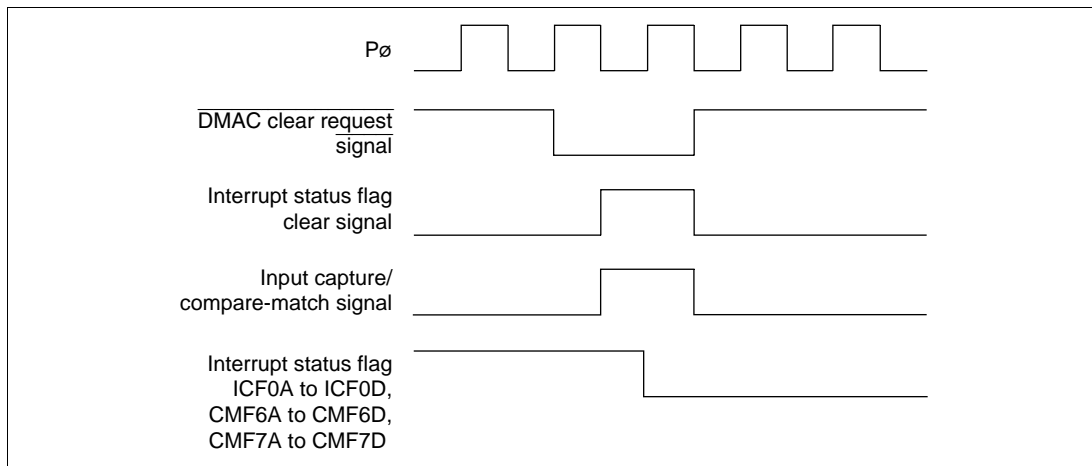 Pø
DMAC clear request
signal
Interrupt status flag
clear signal
Input capture/
compare-match signal
Interrupt status flag
ICF0A to ICF0D,
CMF6A to CMF6D,
CMF7A to CMF7D